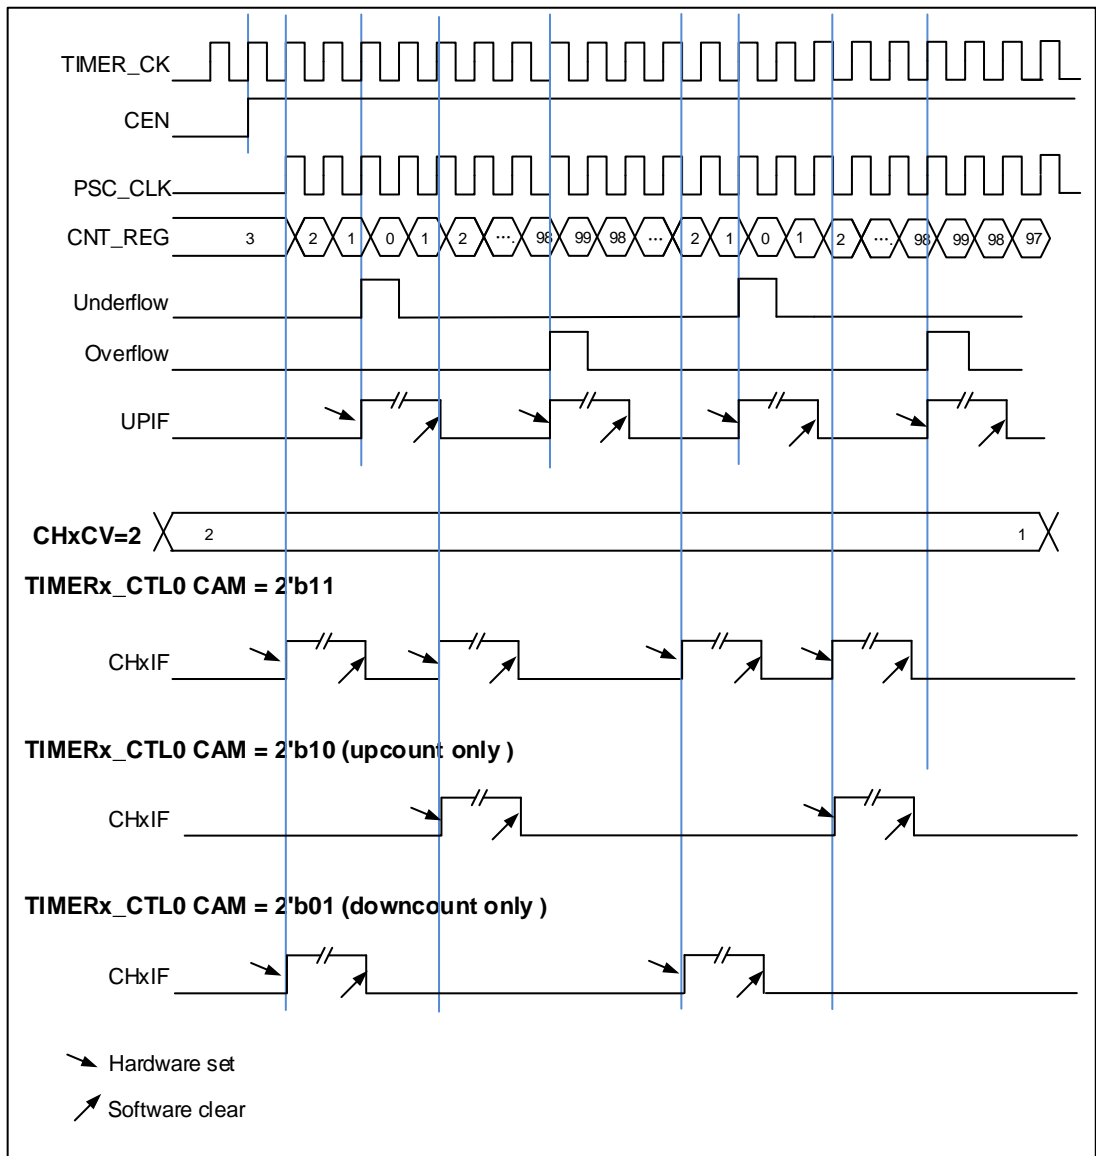 TIMER_CK
CEN
PSC_CLK
CNT_REG 3 2 1 0 1 2 .... 98 99 98 ... 2 1 0 1 2 .... 98 99 98 97
Underflow
Overflow
UPIF
CHxCV=2 2 1
TIMERx_CTL0 CAM = 2'b11
CHxIF
TIMERx_CTL0 CAM = 2'b10 (upcount only )
CHxIF
TIMERx_CTL0 CAM = 2'b01 (downcount only )
CHxIF
Hardware set
Software clear